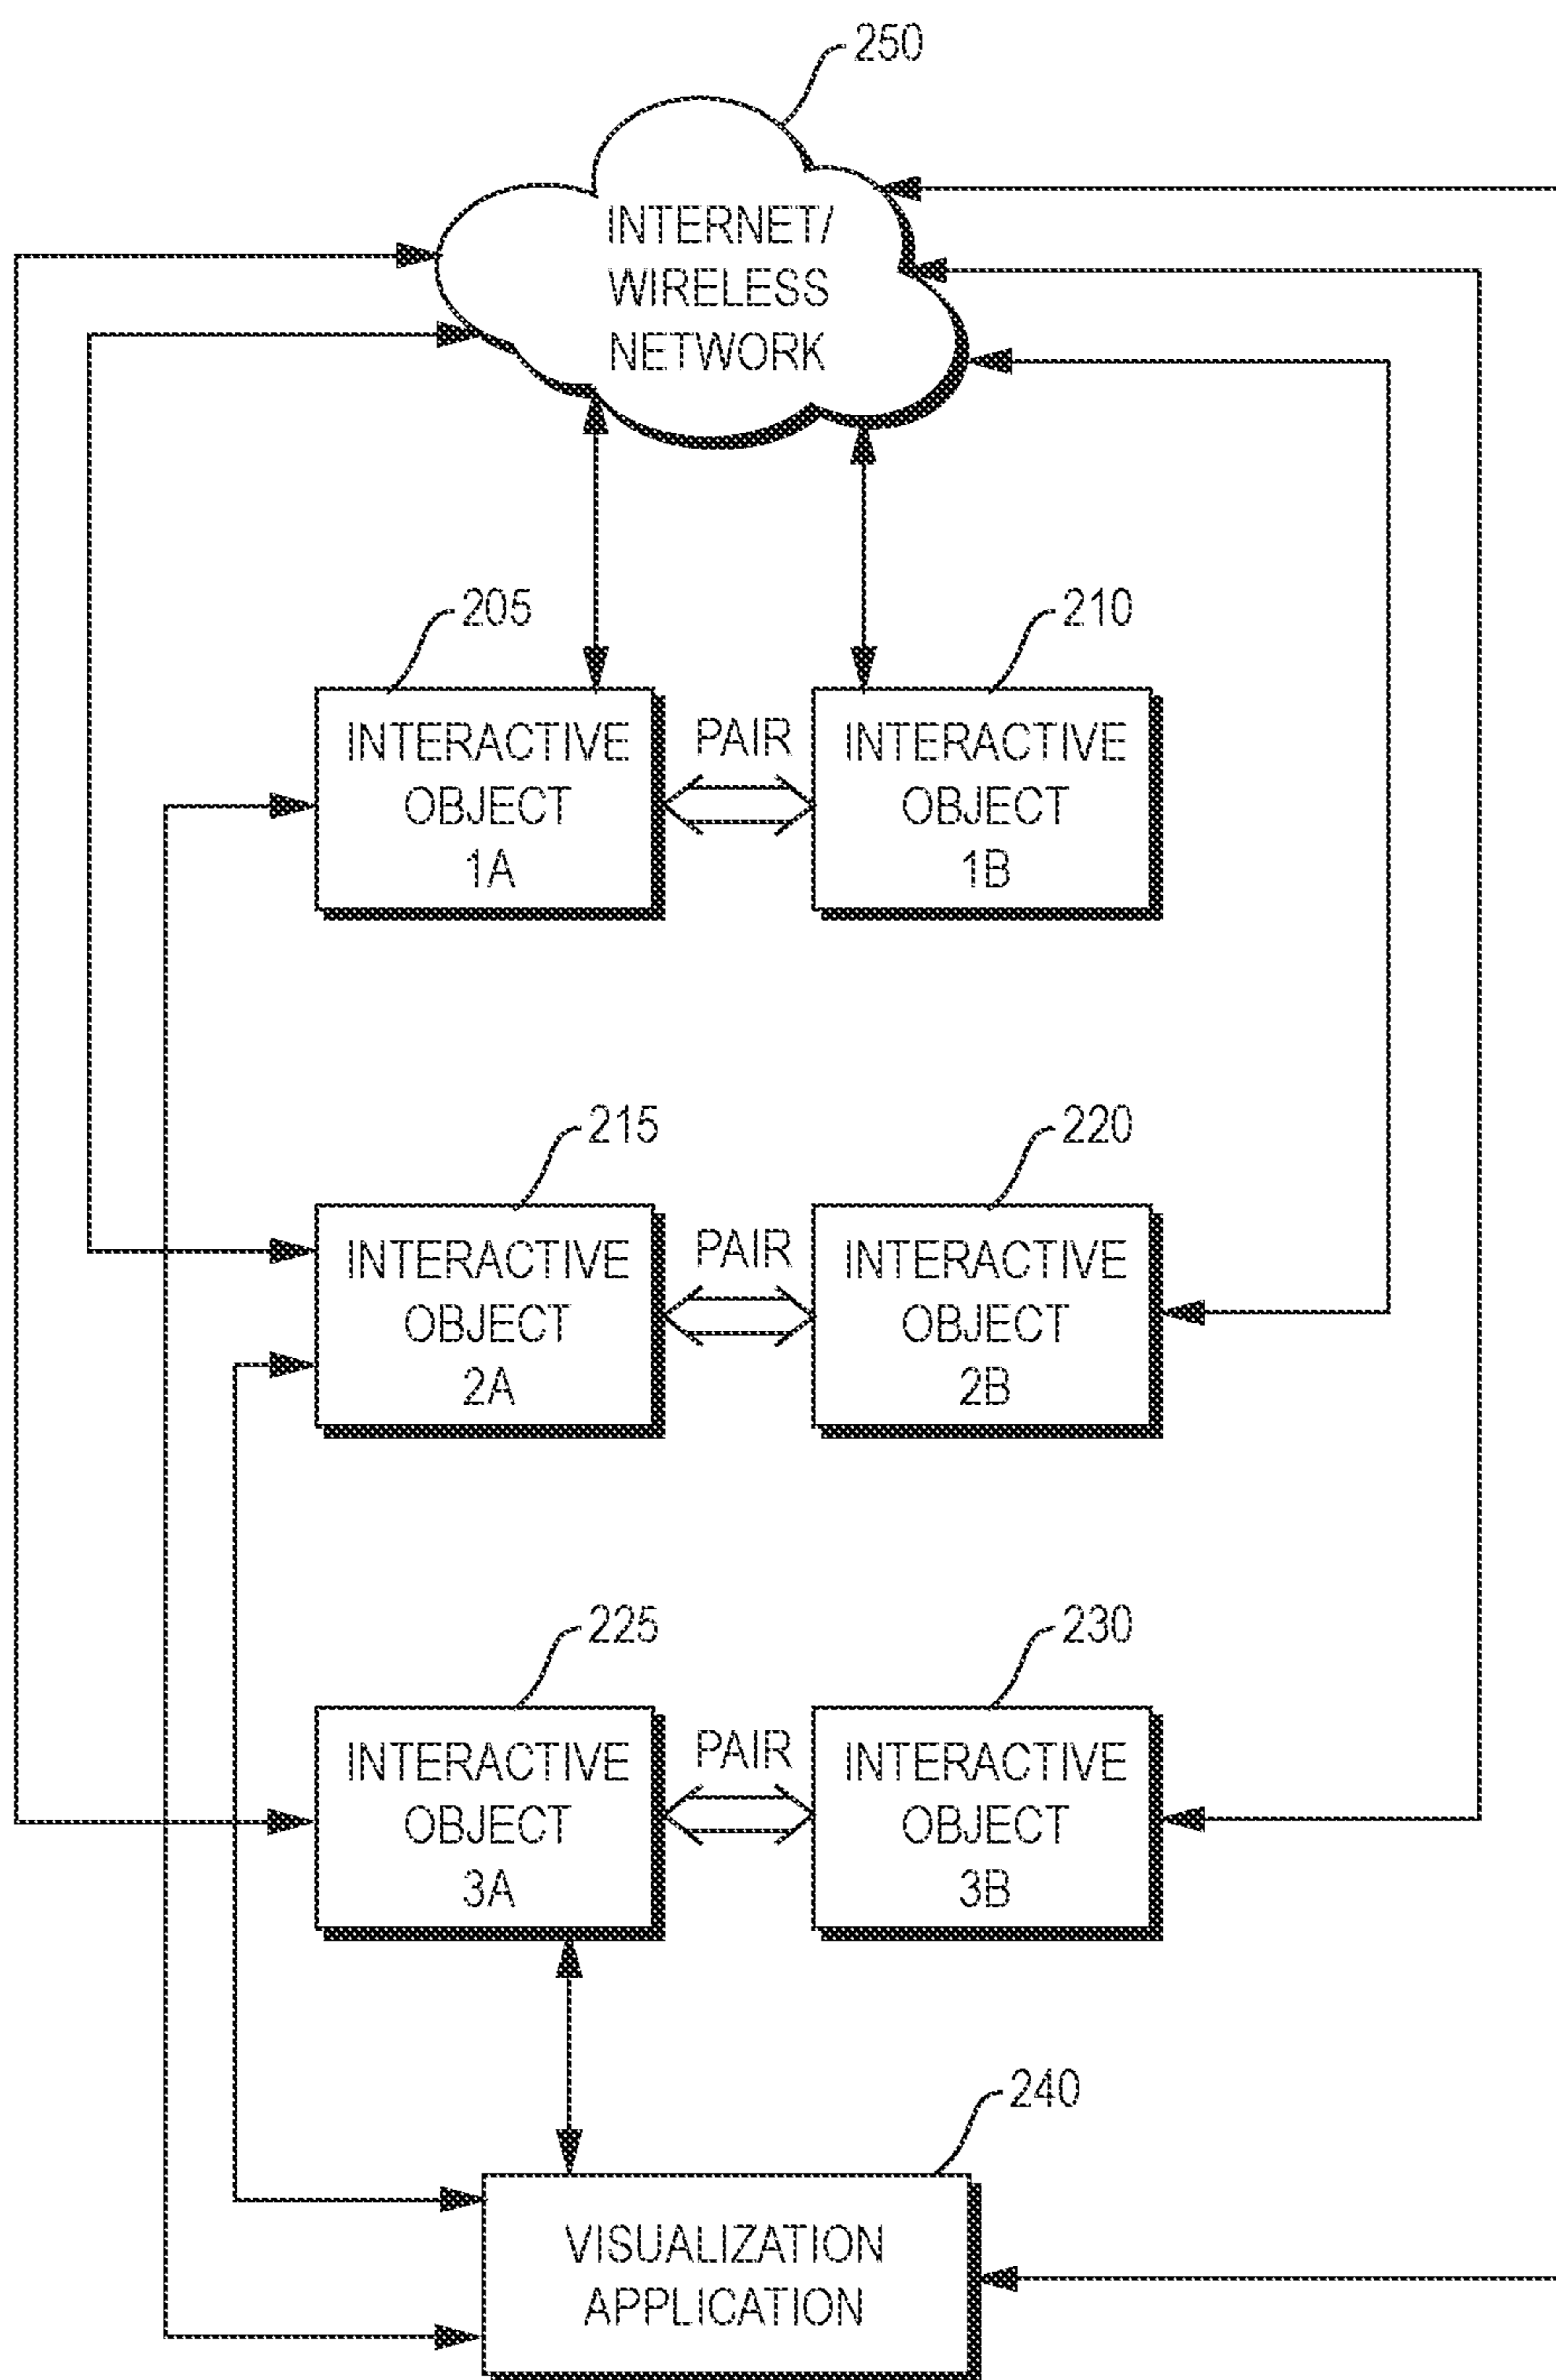 250
INTERNET/
WIRELESS
NETWORK
205
210
INTERACTIVE
OBJECT
1A
PAIR
INTERACTIVE
OBJECT
1B
215
220
INTERACTIVE
OBJECT
2A
PAIR
INTERACTIVE
OBJECT
2B
225
230
INTERACTIVE
OBJECT
3A
PAIR
INTERACTIVE
OBJECT
3B
240
VISUALIZATION
APPLICATION